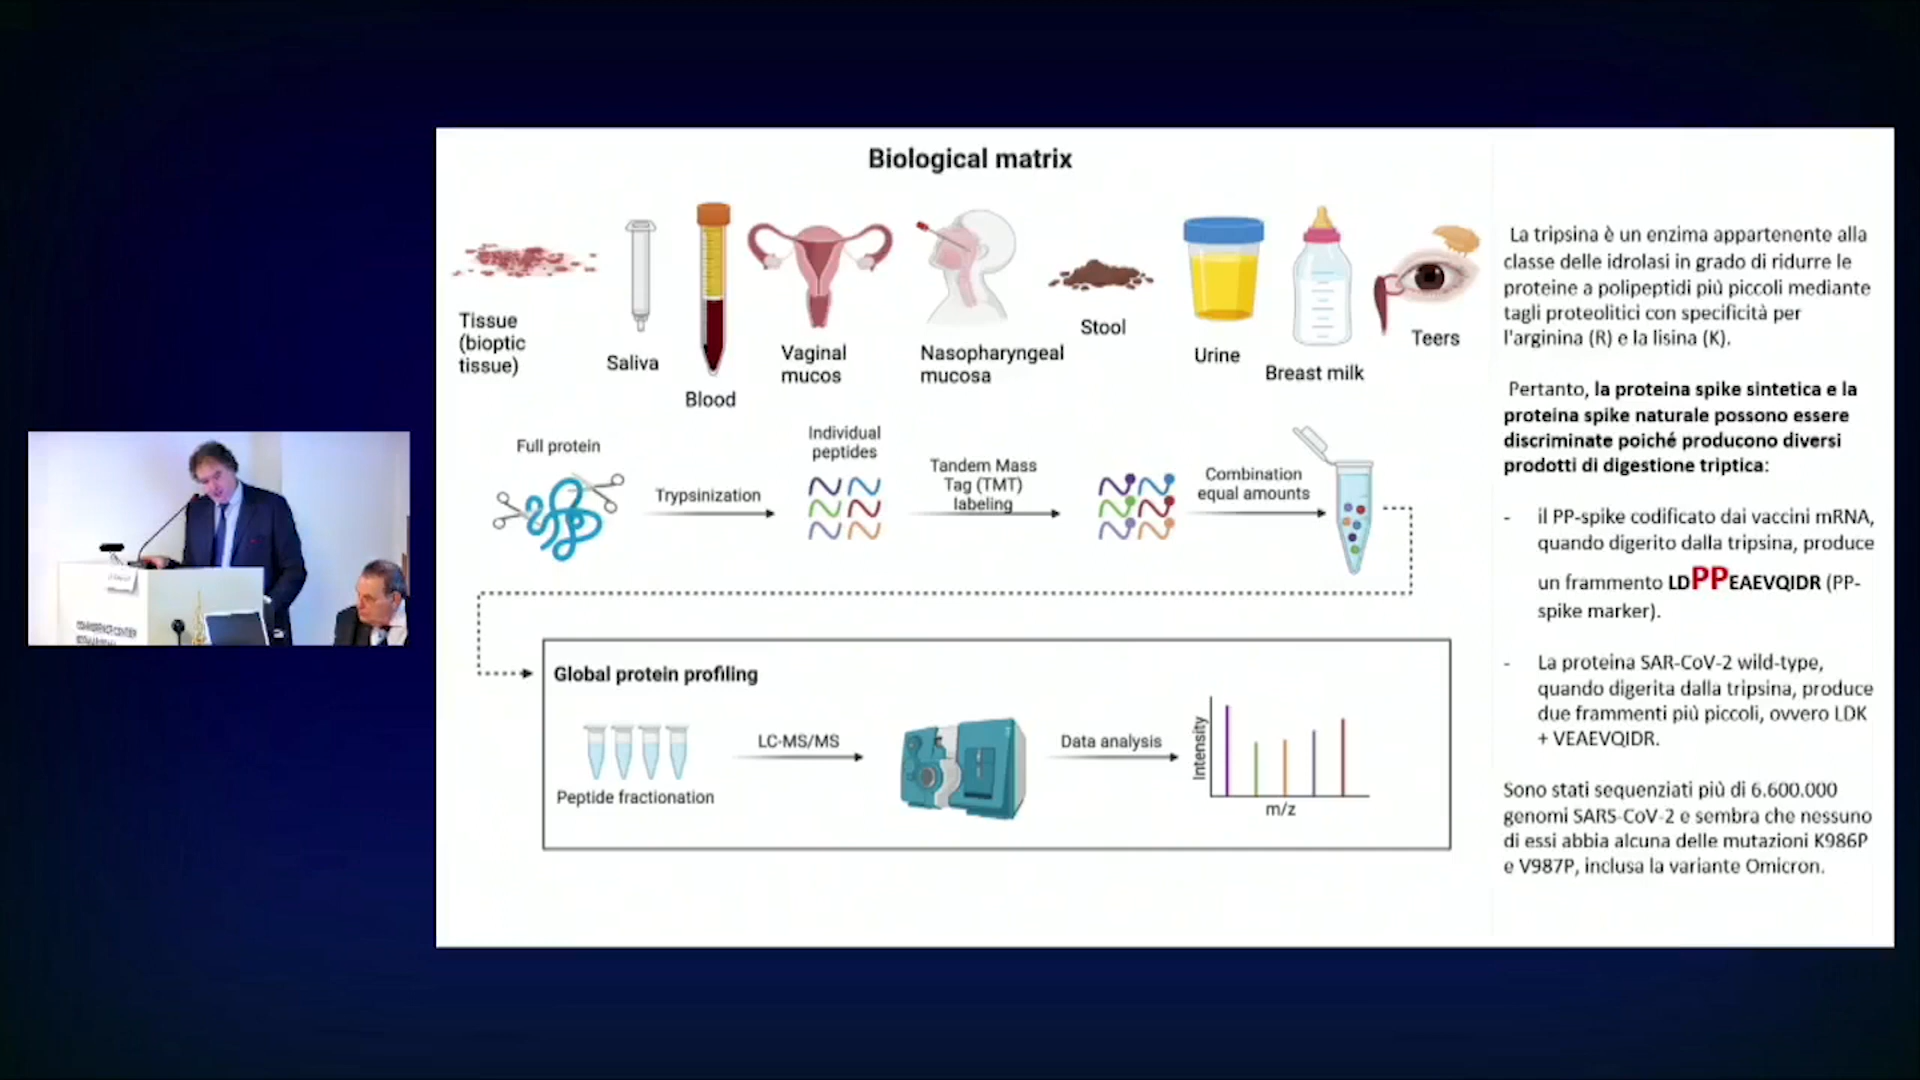 Biological matrix
Tissue
(bioptic
tissue)
Saliva
Blood
Vaginal
mucos
Nasopharyngeal
mucosa
Stool
Urine
Breast milk
Teers
Full protein
Trypsinization
Individual
peptides
Tandem Mass
Tag (TMT)
labeling
Combination
equal amounts
Global protein profiling
Peptide fractionation
LC-MS/MS
Data analysis
Intensity
m/z
La tripsina è un enzima appartenente alla
classe delle idrolasi in grado di ridurre le
proteine a polipeptidi più piccoli mediante
tagli proteolitici con specificità per
l'arginina (R) e la lisina (K).
Pertanto, la proteina spike sintetica e la
proteina spike naturale possono essere
discriminate poiché producono diversi
prodotti di digestione triptica:
- il PP-spike codificato dai vaccini mRNA,
quando digerito dalla tripsina, produce
un frammento LDPPEAEVQIDR (PP-
spike marker).
- La proteina SAR-CoV-2 wild-type,
quando digerita dalla tripsina, produce
due frammenti più piccoli, ovvero LDK
+ VEAEVQIDR.
Sono stati sequenziati più di 6.600.000
genomi SARS-CoV-2 e sembra che nessuno
di essi abbia alcuna delle mutazioni K986P
e V987P, inclusa la variante Omicron.